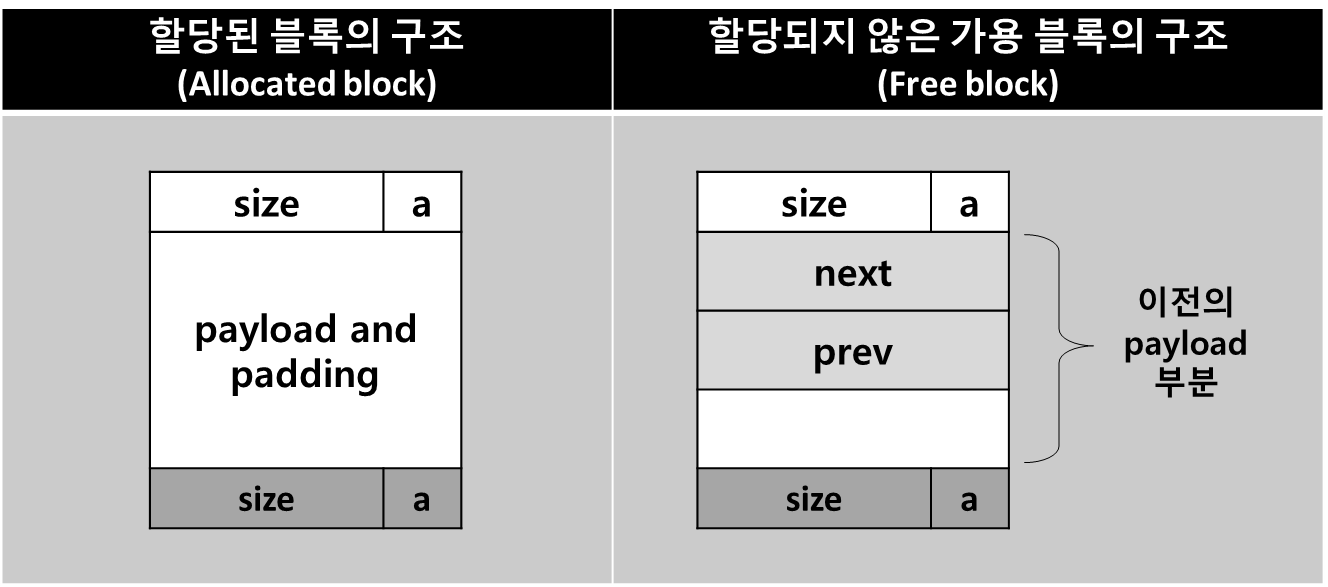 할당된 블록의 구조
(Allocated block)
할당되지 않은 가용 블록의 구조
(Free block)
size a
payload and
padding
size a
size a
next
prev
size a
이전의
payload
부분